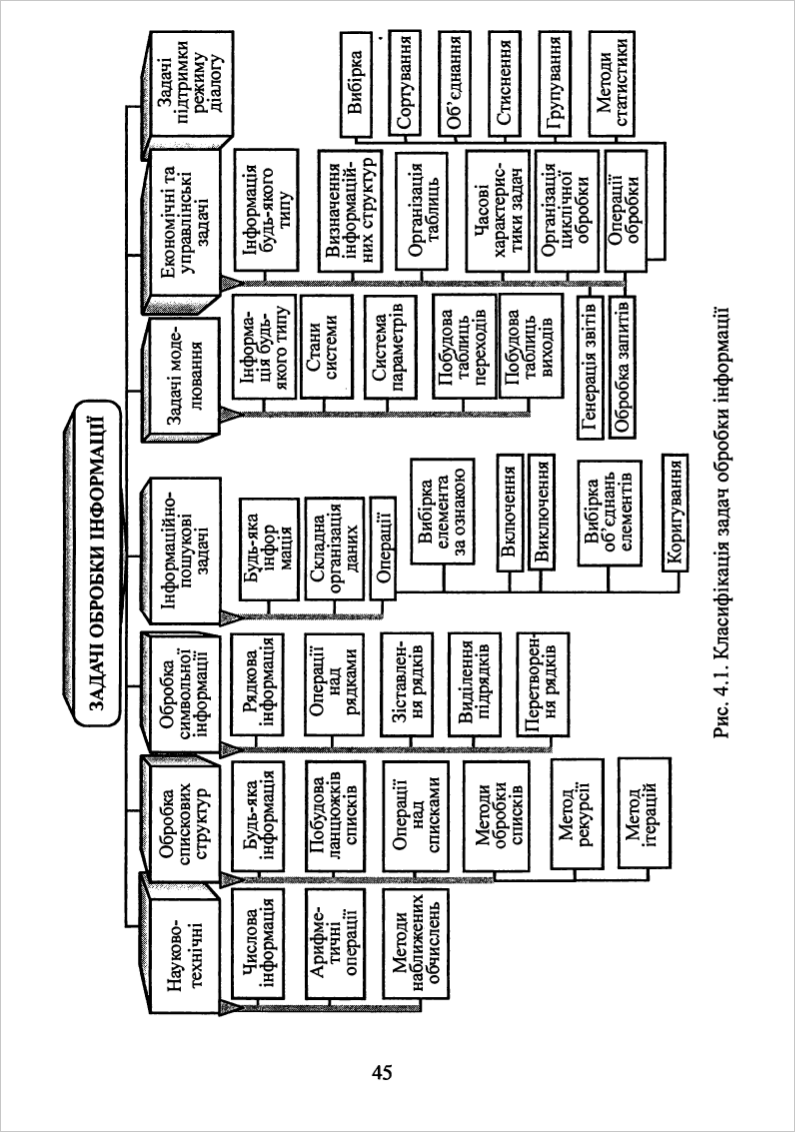 ЗАДАЧІ ОБРОБКИ ІНФОРМАЦІЇ
Науково-
технічні
Числова
інформація
Арифме-
тичні
операції
Методи
наближених
обчислень
Обробка
спискових
структур
Будь-яка
інформація
Побудова
ланцюжків
списків
Операції
над
списками
Методи
обробки
списків
Метод
рекурсії
Метод
ітерацій
Обробка
символьної
інформації
Рядкова
інформація
Операції
над
рядками
Зіставлен-
ня рядків
Виділення
підрядків
Перетворен-
ня рядків
Інформаційно-
пошукові
задачі
Будь-яка
інфор
мація
Складна
організація
даних
Операції
Вибірка
елемента
за ознакою
Включення
Виключення
Вибірка
об'єднань
елементів
Коригування
Задачі моде-
лювання
Інформа-
ція будь-
якого типу
Стани
системи
Система
параметрів
Побудова
таблиць
переходів
Побудова
таблиць
виходів
Економічні та
управлінські
задачі
Інформація
будь-якого
типу
Визначення
інформацій-
них структур
Організація
таблиць
Часові
характерис-
тики задач
Організація
циклічної
обробки
Операції
обробки
Генерація звітів
Обробка запитів
Вибірка
Сортування
Об'єднання
Стиснення
Групування
Методи
статистики
Задачі
підтримки
режиму
діалогу
Рис. 4.1. Класифікація задач обробки інформації
45